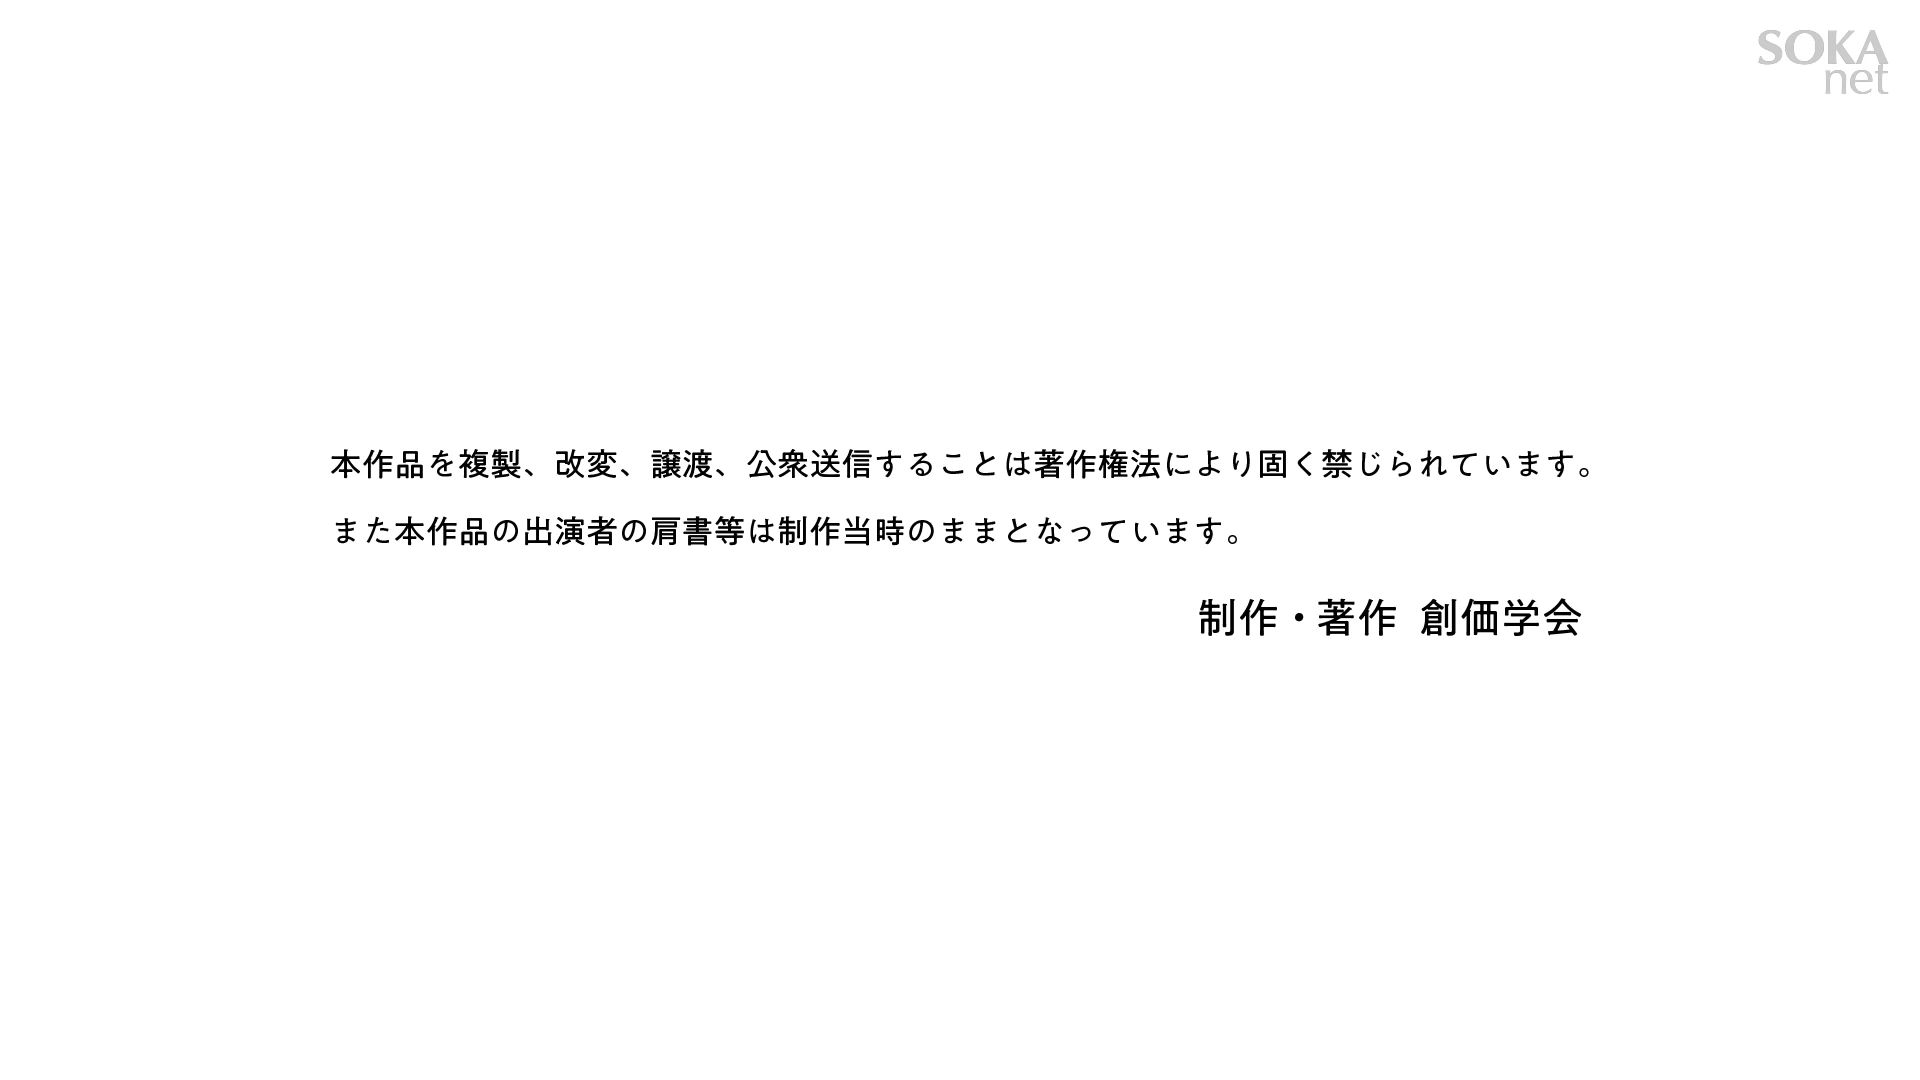 SOKA
net
本作品を複製、改変、譲渡、公衆送信することは著作権法により固く禁じられています。
また本作品の出演者の肩書等は制作当時のままとなっています。
制作・著作 創価学会